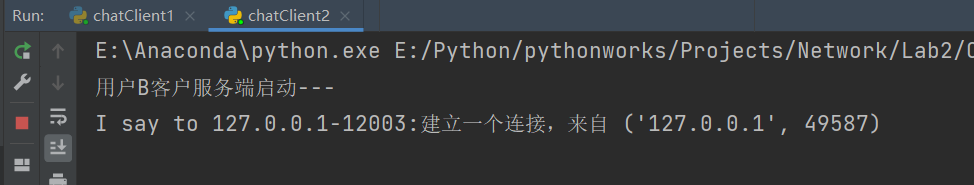 Run: chatClient1 chatClient2
E:\Anaconda\python.exe E:/Python/pythonworks/Projects/Network/Lab2/
用户B客户服务端启动---
I say to 127.0.0.1-12003:建立一个连接，来自 ('127.0.0.1', 49587)